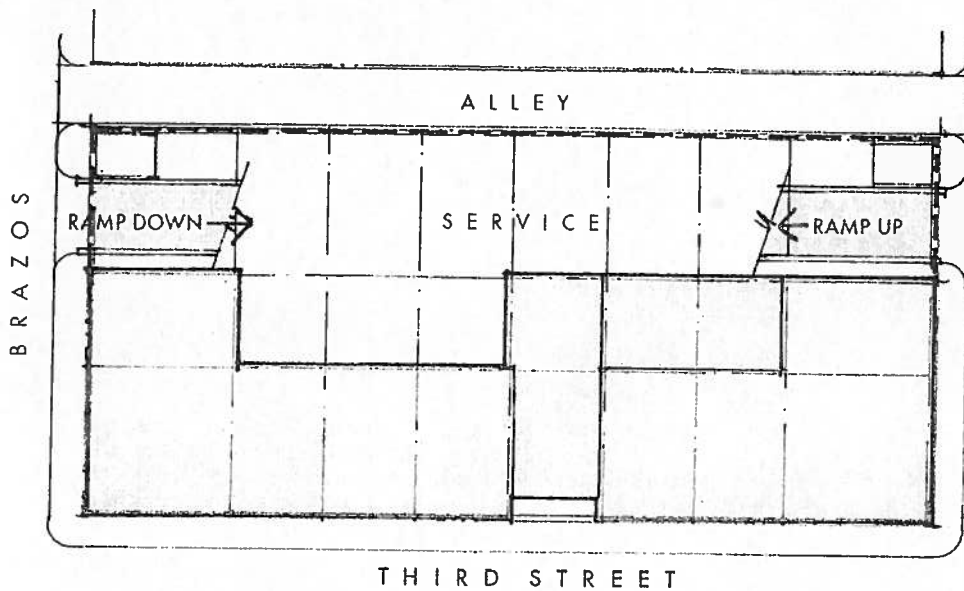 ALLEY
BRAZOS
RAMP DOWN
SERVICE
RAMP UP
THIRD STREET